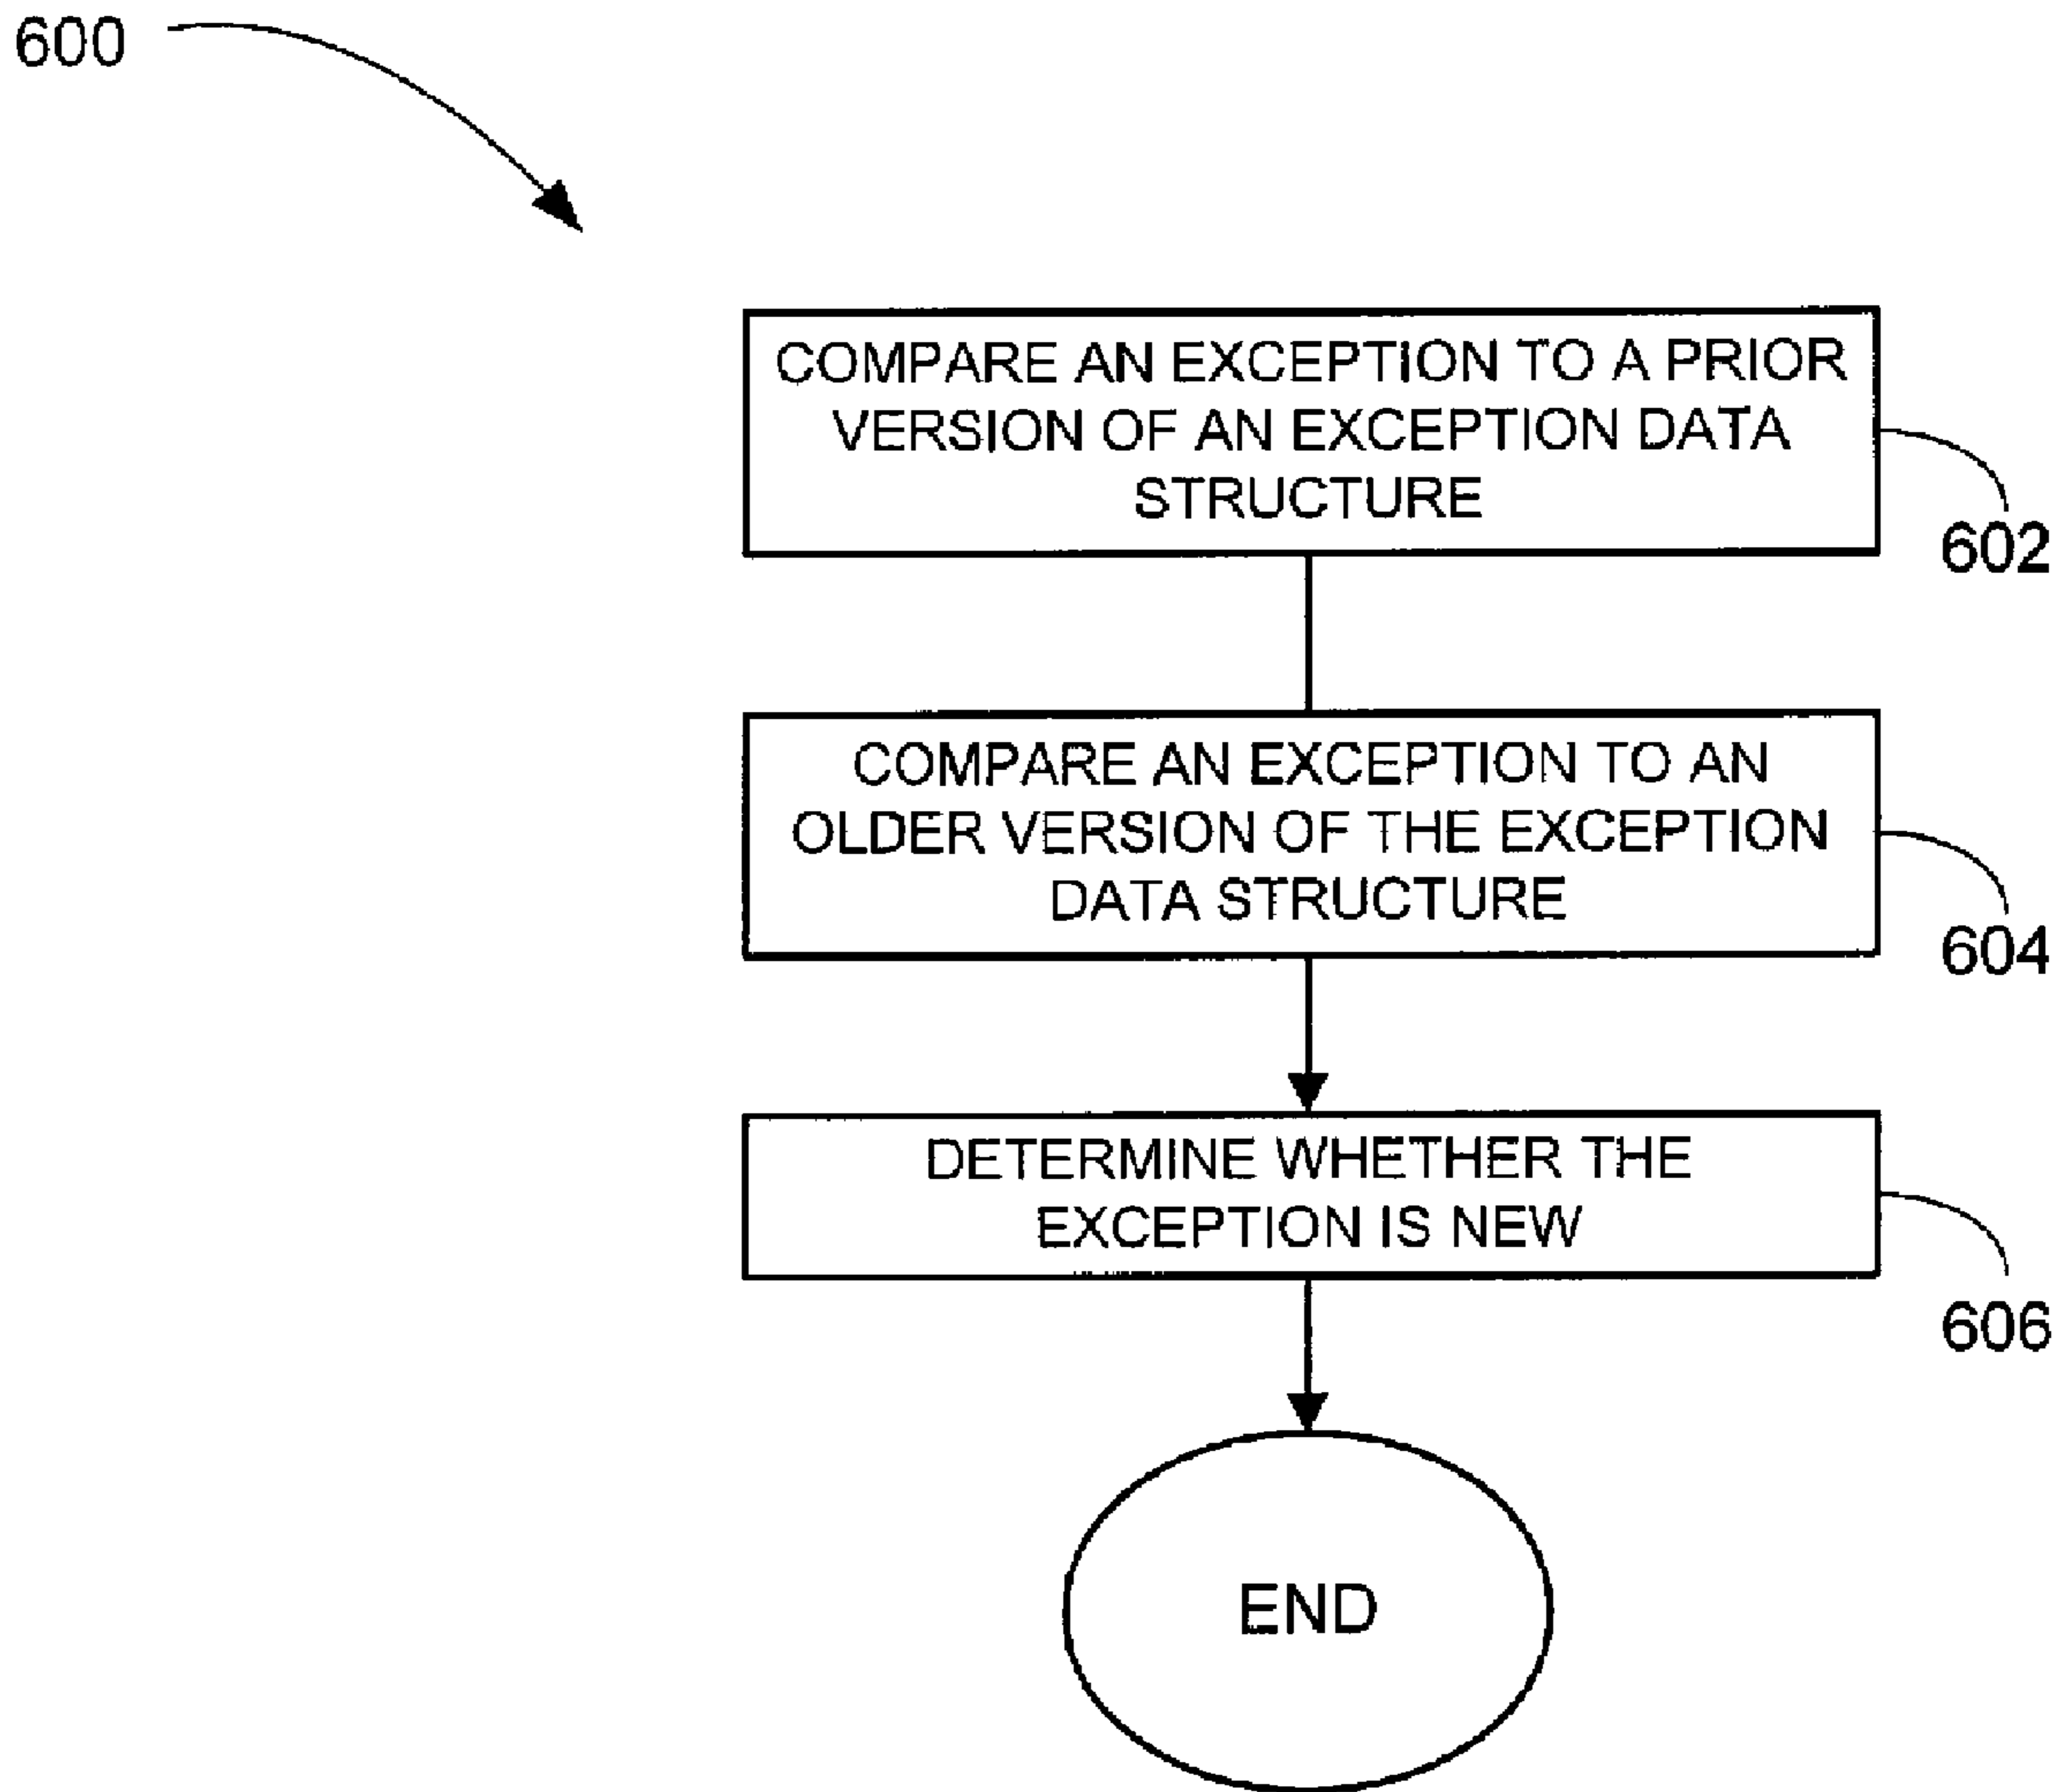 600
COMPARE AN EXCEPTION TO A PRIOR
VERSION OF AN EXCEPTION DATA
STRUCTURE
602
COMPARE AN EXCEPTION TO AN
OLDER VERSION OF THE EXCEPTION
DATA STRUCTURE
604
DETERMINE WHETHER THE
EXCEPTION IS NEW
606
END